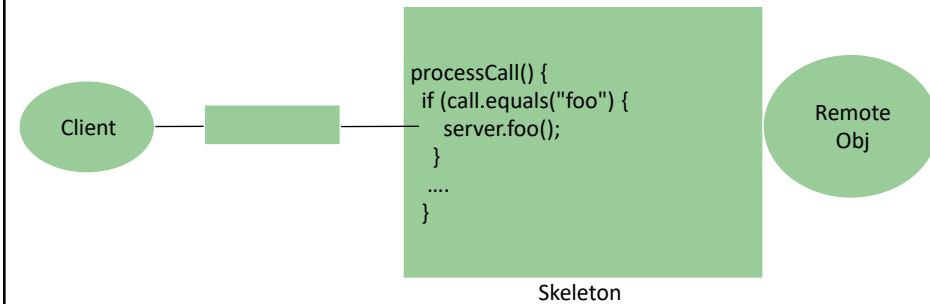 Client
processCall() {
if (call.equals("foo") {
server.foo();
}
....
}
Remote
Obj
Skeleton